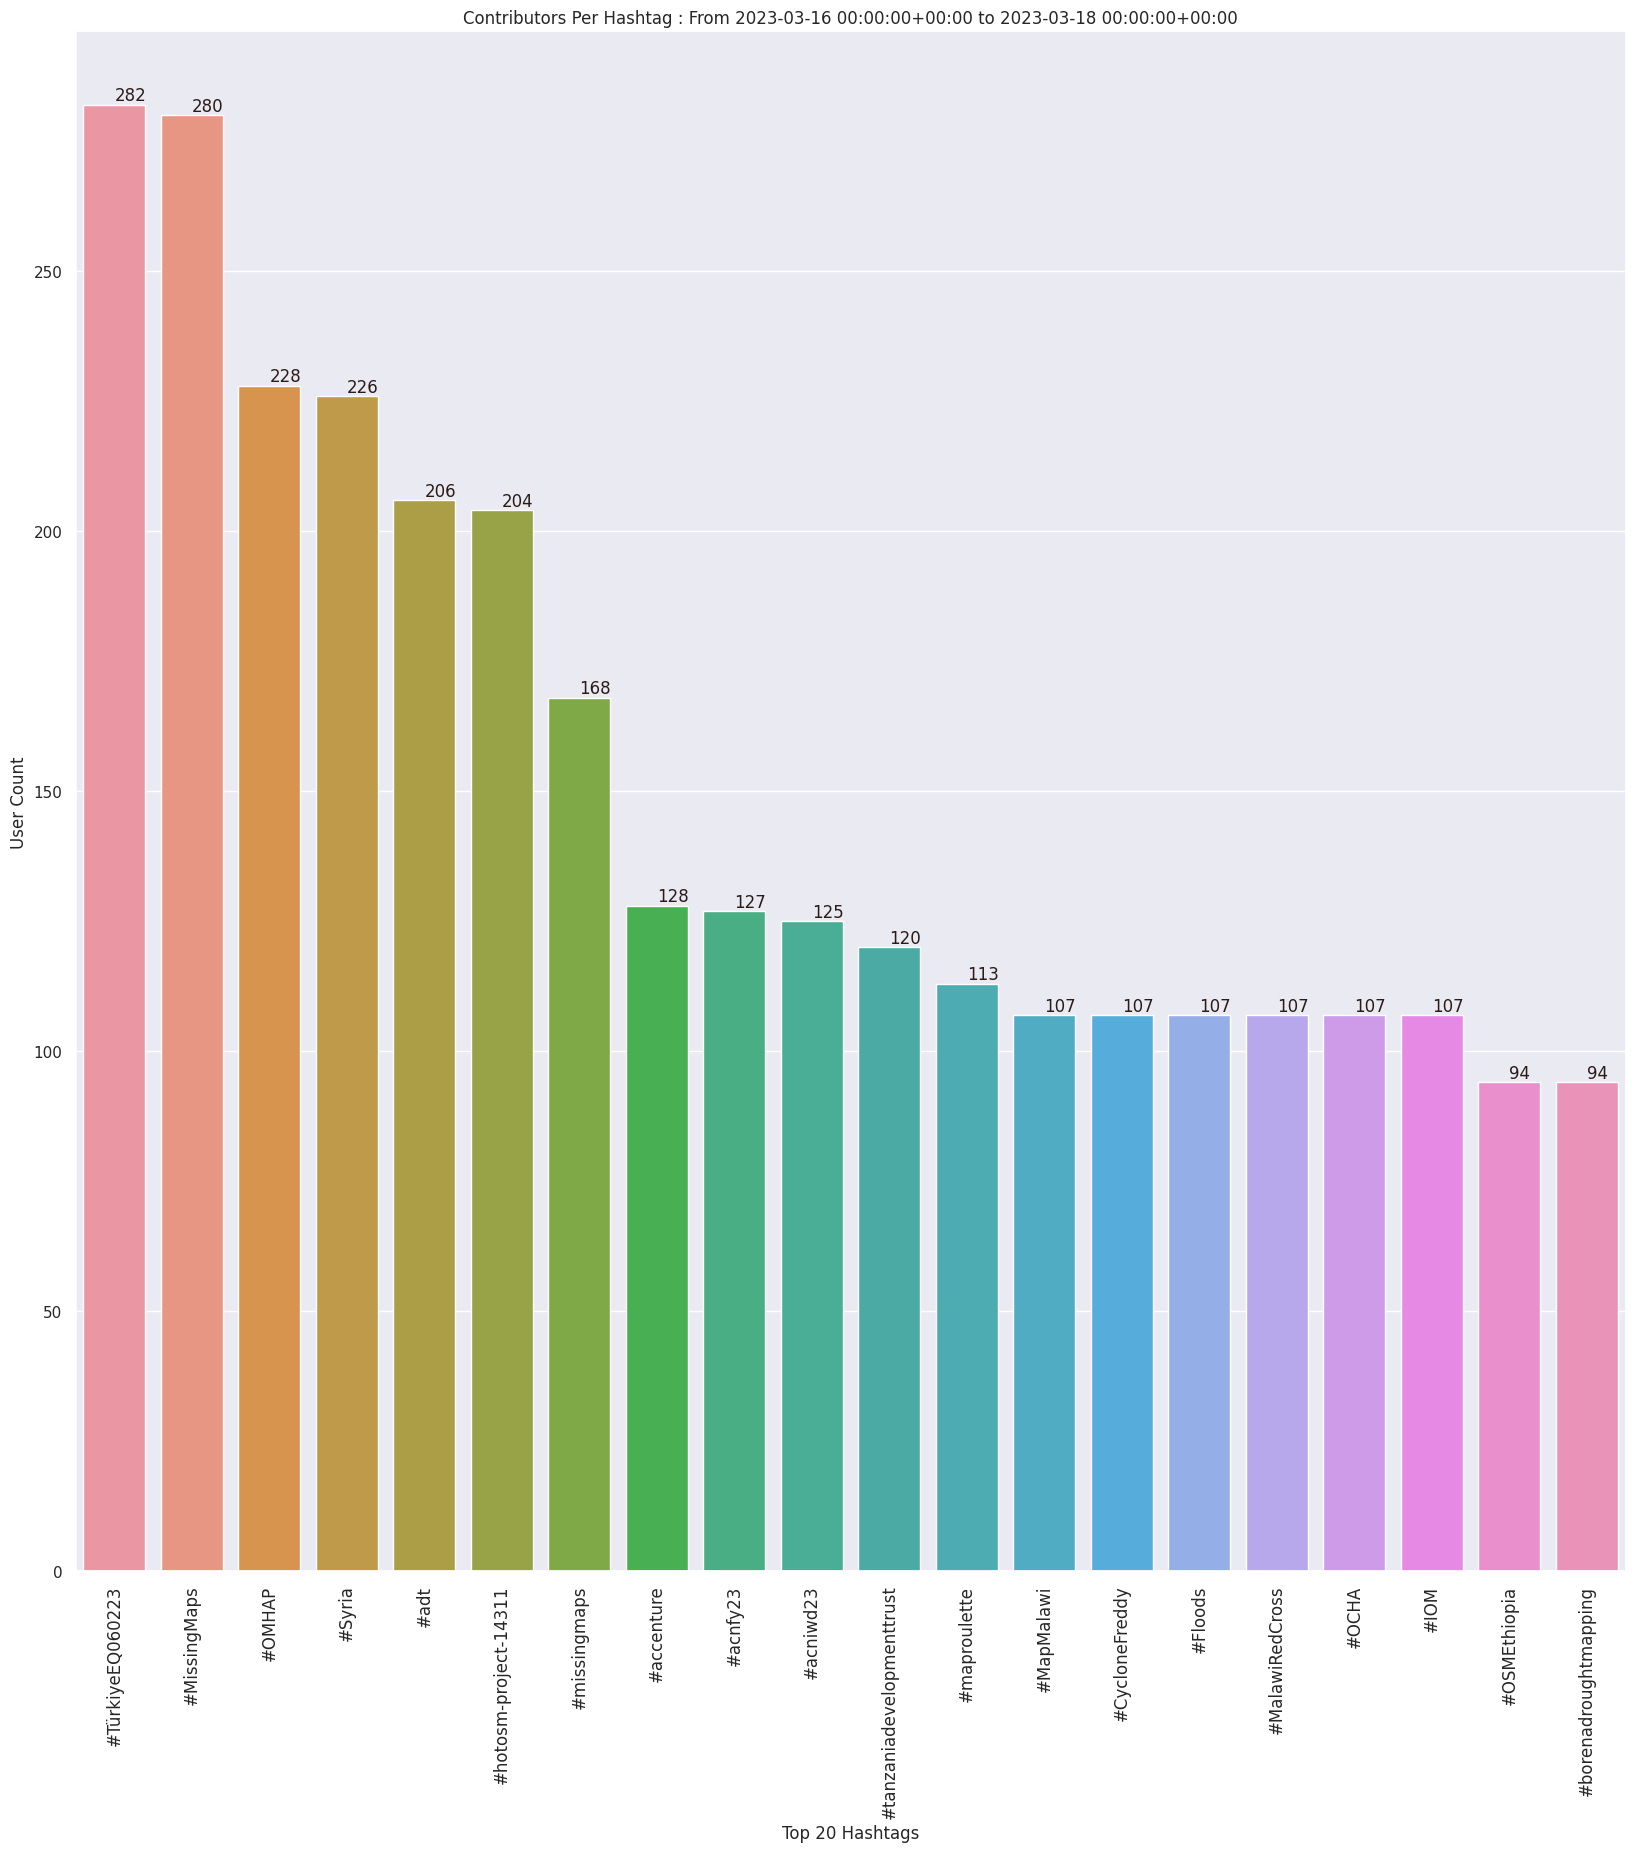 Contributors Per Hashtag : From 2023-03-16 00:00:00+00:00 to 2023-03-18 00:00:00+00:00
User Count
250
200
150
100
50
0
282
280
228
226
206
204
168
128
127
125
120
113
107
107
107
107
107
107
94
94
#TürkiyeEQ060223
#MissingMaps
#OMHAP
#Syria
#adt
#hotosm-project-14311
#missingmaps
#accenture
#acnfy23
#acniwd23
#tanzaniadevelopmenttrust
#maproulette
#MapMalawi
#CycloneFreddy
#Floods
#MalawiRedCross
#OCHA
#IOM
#OSMEthiopia
#borenadroughtmapping
Top 20 Hashtags